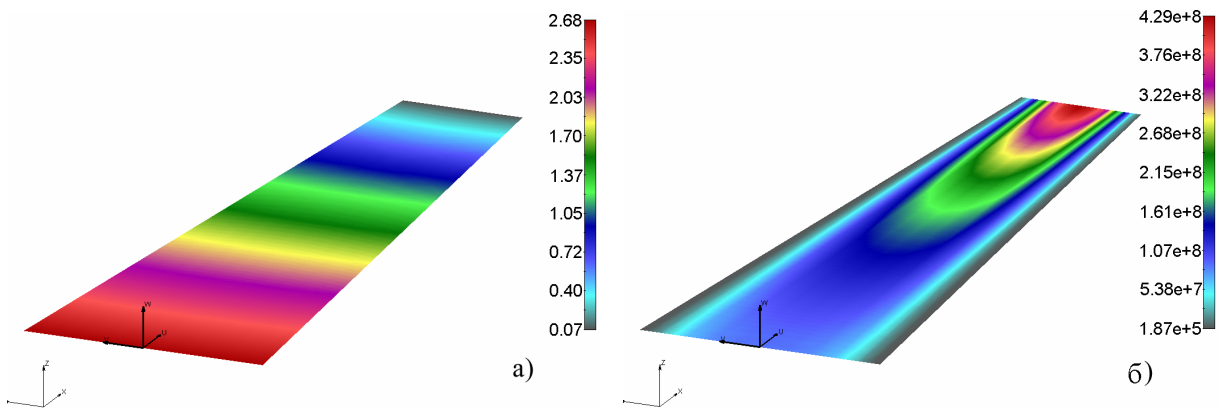 2.68
2.35
2.03
1.70
1.37
1.05
0.72
0.40
0.07
W
U
Z
X
а)
4.29e+8
3.76e+8
3.22e+8
2.68e+8
2.15e+8
1.61e+8
1.07e+8
5.38e+7
1.87e+5
W
U
Z
X
б)